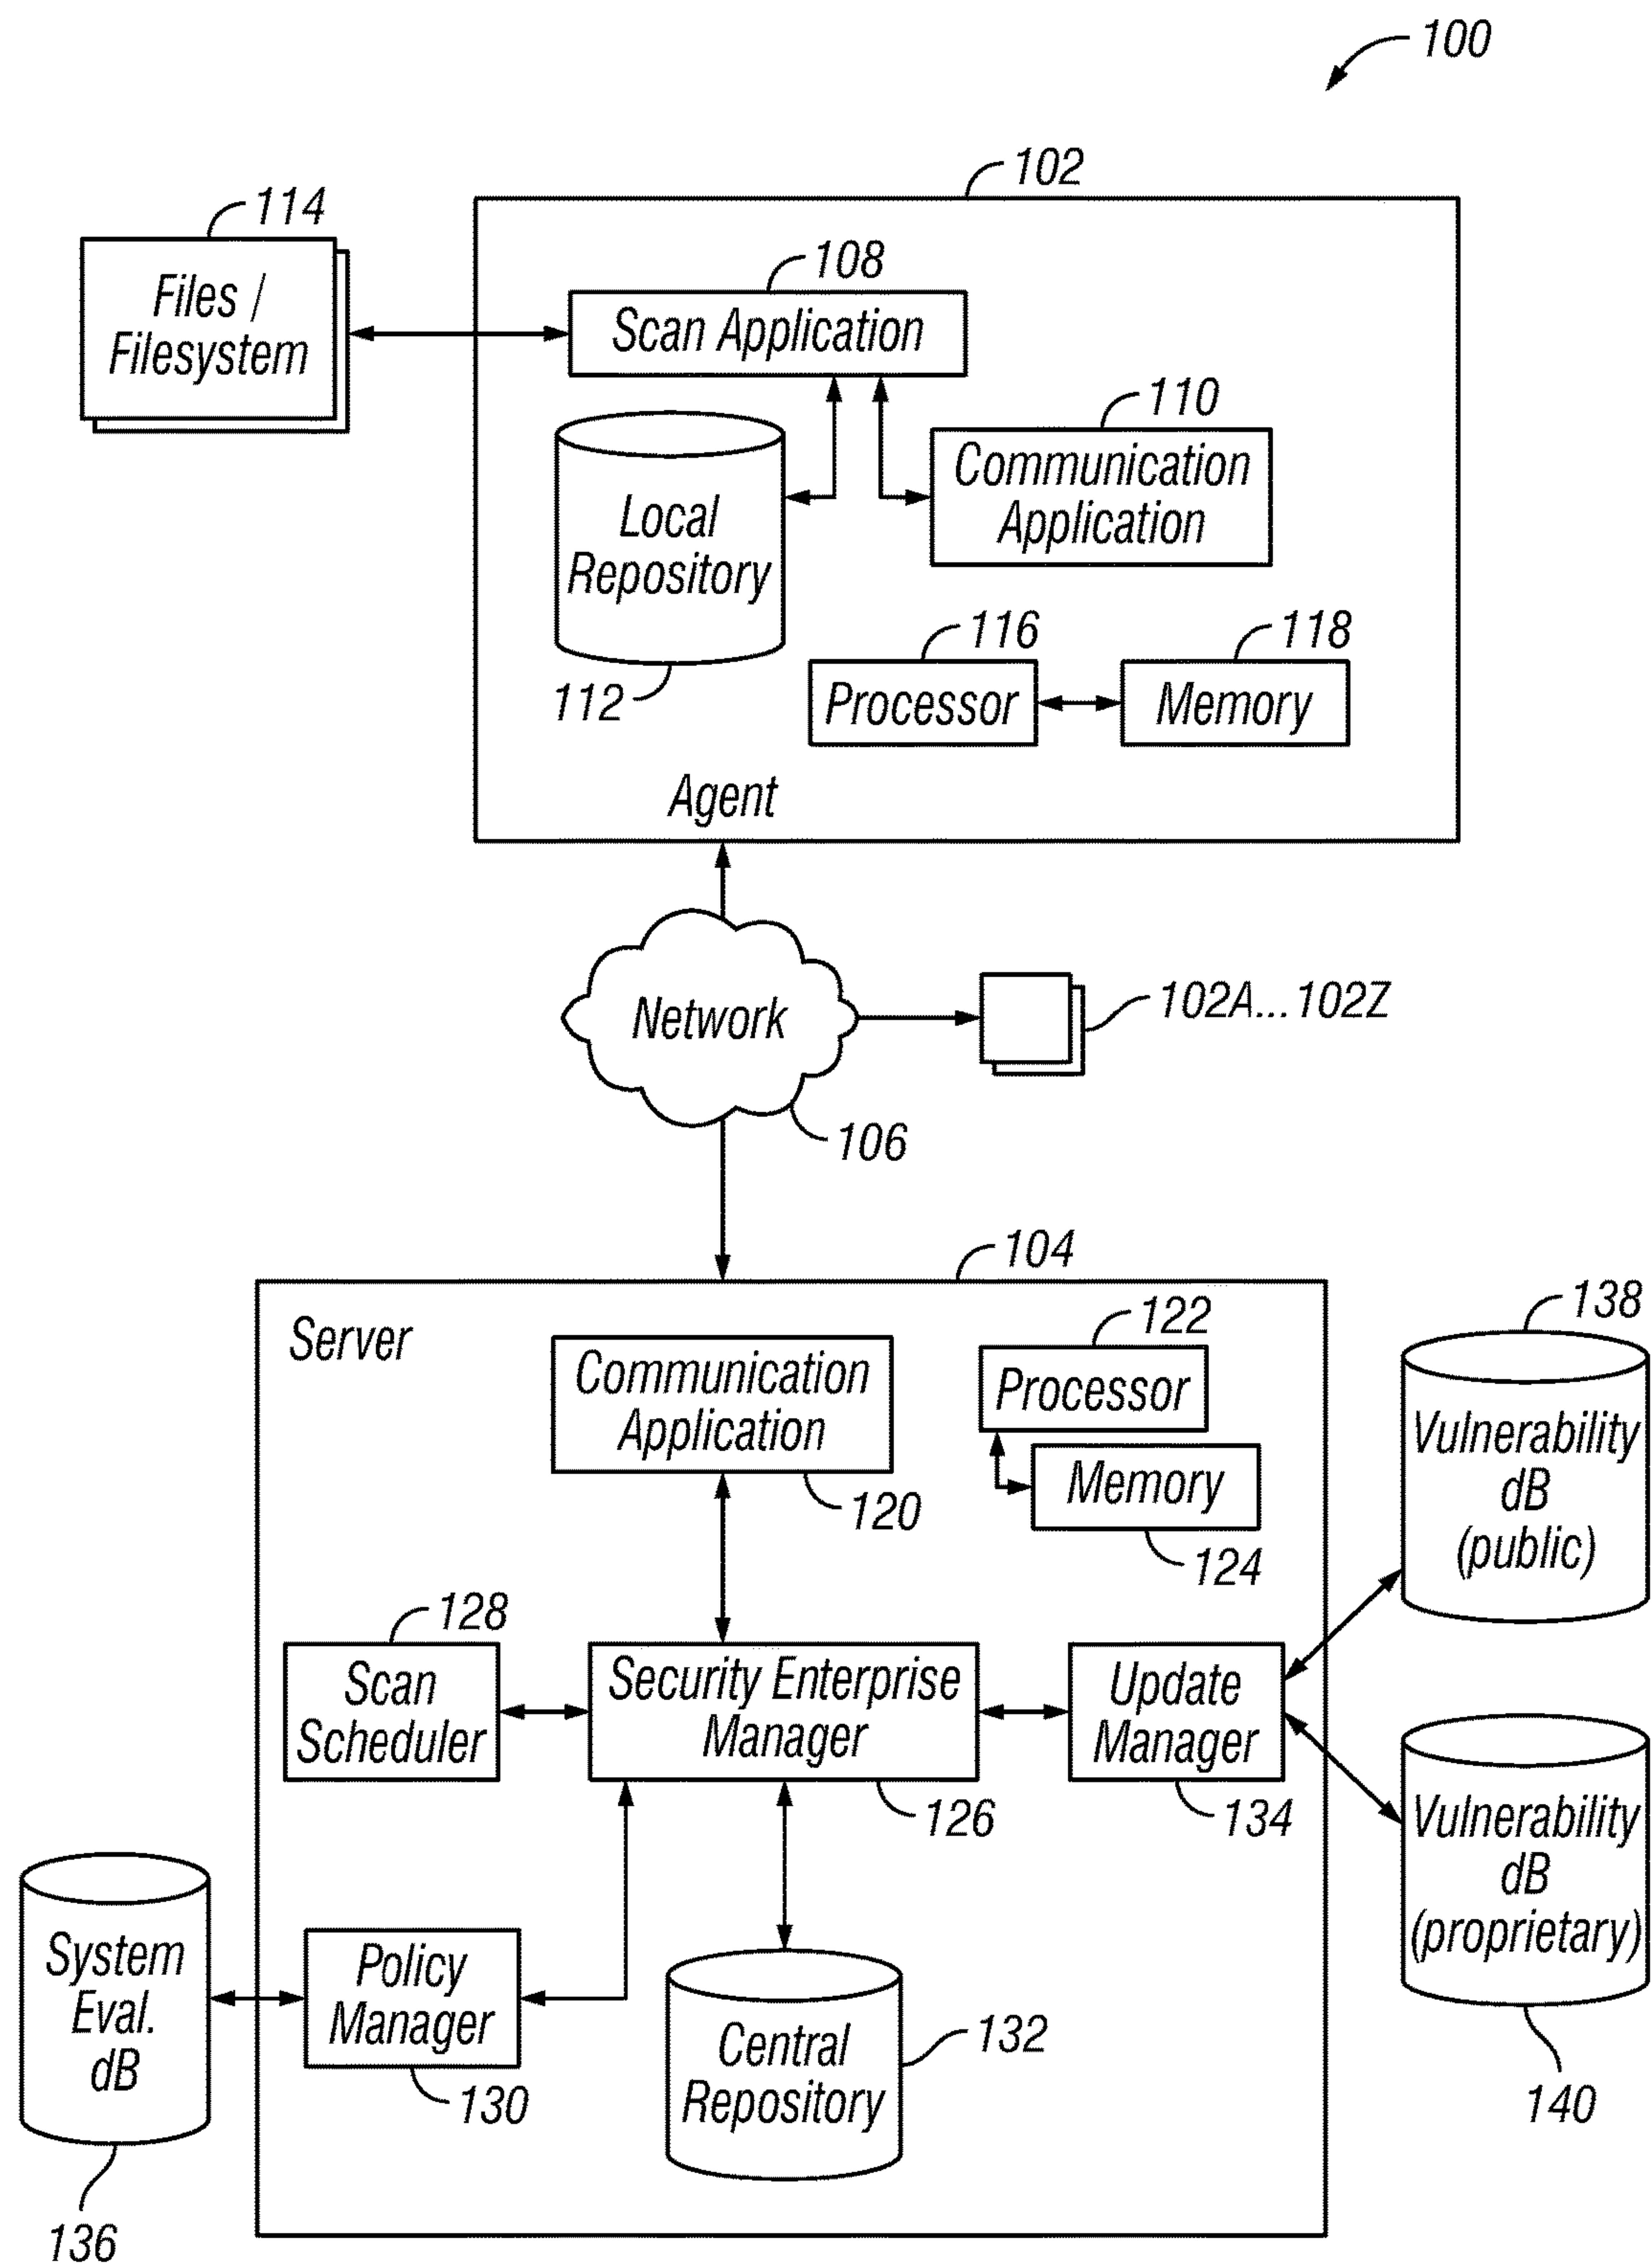 100
102
114
Files /
Filesystem
108
Scan Application
110
Communication
Application
Local
Repository
112
116
Processor
118
Memory
Agent
Network
102A... 102Z
106
104
Server
Communication
Application
120
122
Processor
Memory
124
138
Vulnerability
dB
(public)
128
Scan
Scheduler
Security Enterprise
Manager
126
Update
Manager
134
Vulnerability
dB
(proprietary)
140
System
Eval.
dB
136
Policy
Manager
130
Central
Repository
132